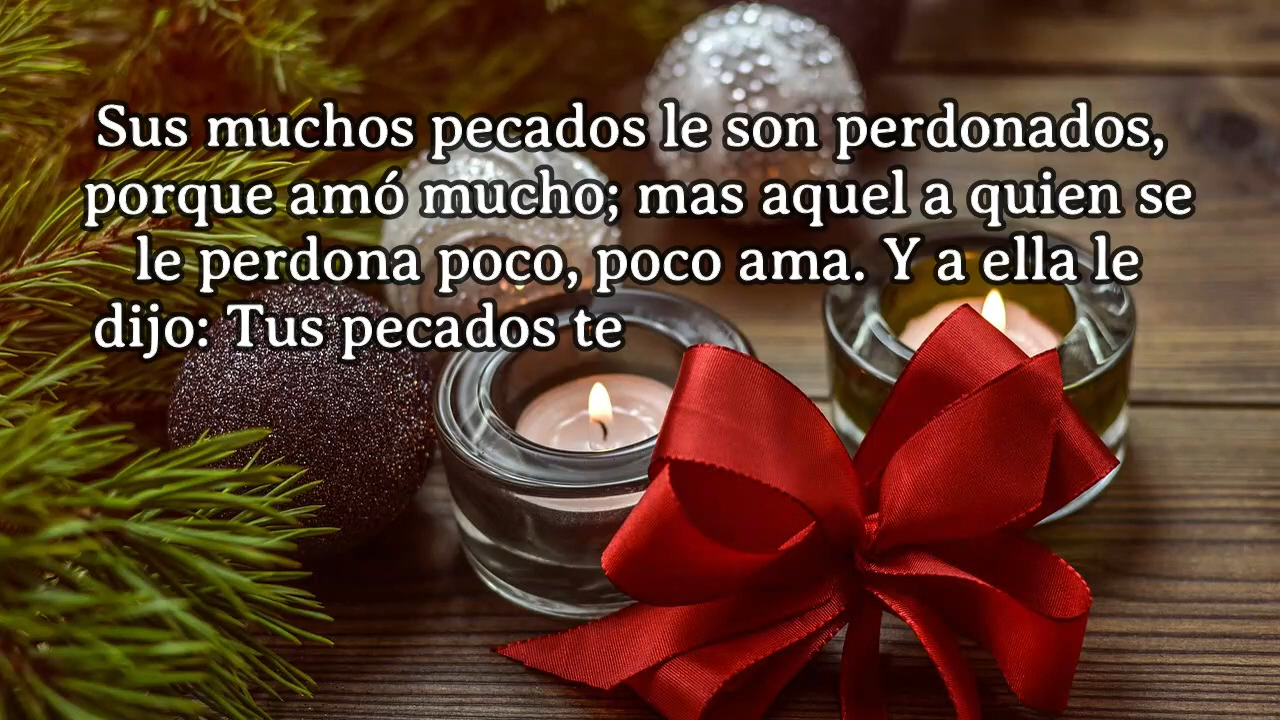 Sus muchos pecados le son perdonados,
porque amó mucho; mas aquel a quien se
le perdona poco, poco ama. Y a ella le
dijo: Tus pecados te